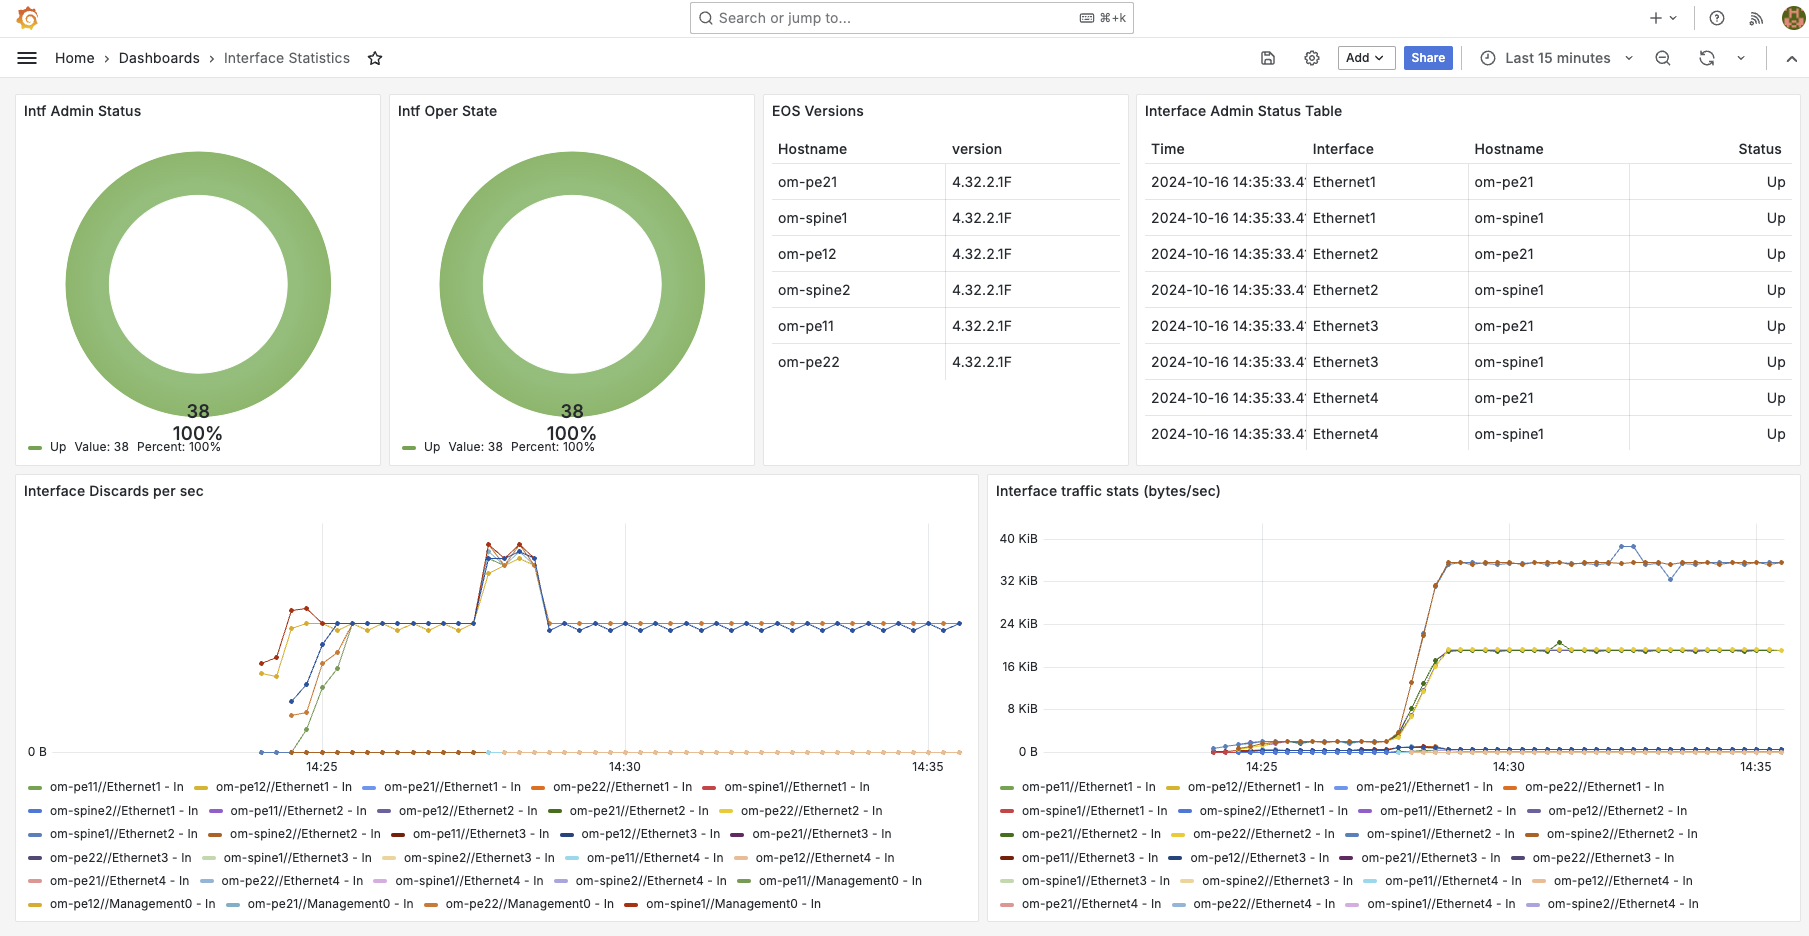 Search or jump to... ⌘+k
Home › Dashboards › Interface Statistics
Add Share Last 15 minutes
Intf Admin Status
38
100%
Up Value: 38 Percent: 100%
Intf Oper State
38
100%
Up Value: 38 Percent: 100%
EOS Versions
Hostname version
om-pe21 4.32.2.1F
om-spine1 4.32.2.1F
om-pe12 4.32.2.1F
om-spine2 4.32.2.1F
om-pe11 4.32.2.1F
om-pe22 4.32.2.1F
Interface Admin Status Table
Time Interface Hostname Status
2024-10-16 14:35:33.4 Ethernet1 om-pe21 Up
2024-10-16 14:35:33.4 Ethernet1 om-spine1 Up
2024-10-16 14:35:33.4 Ethernet2 om-pe21 Up
2024-10-16 14:35:33.4 Ethernet2 om-spine1 Up
2024-10-16 14:35:33.4 Ethernet3 om-pe21 Up
2024-10-16 14:35:33.4 Ethernet3 om-spine1 Up
2024-10-16 14:35:33.4 Ethernet4 om-pe21 Up
2024-10-16 14:35:33.4 Ethernet4 om-spine1 Up
Interface Discards per sec
0 B
14:25 14:30 14:35
om-pe11//Ethernet1 - In om-pe12//Ethernet1 - In om-pe21//Ethernet1 - In om-pe22//Ethernet1 - In om-spine1//Ethernet1 - In
om-spine2//Ethernet1 - In om-pe11//Ethernet2 - In om-pe12//Ethernet2 - In om-pe21//Ethernet2 - In om-pe22//Ethernet2 - In
om-spine1//Ethernet2 - In om-spine2//Ethernet2 - In om-pe11//Ethernet3 - In om-pe12//Ethernet3 - In om-pe21//Ethernet3 - In
om-pe22//Ethernet3 - In om-spine1//Ethernet3 - In om-spine2//Ethernet3 - In om-pe11//Ethernet4 - In om-pe12//Ethernet4 - In
om-pe21//Ethernet4 - In om-pe22//Ethernet4 - In om-spine1//Ethernet4 - In om-spine2//Ethernet4 - In om-pe11//Management0 - In
om-pe12//Management0 - In om-pe21//Management0 - In om-pe22//Management0 - In om-spine1//Management0 - In
Interface traffic stats (bytes/sec)
40 KiB
32 KiB
24 KiB
16 KiB
8 KiB
0 B
14:25 14:30 14:35
om-pe11//Ethernet1 - In om-pe12//Ethernet1 - In om-pe21//Ethernet1 - In om-pe22//Ethernet1 - In
om-spine1//Ethernet1 - In om-spine2//Ethernet1 - In om-pe11//Ethernet2 - In om-pe12//Ethernet2 - In
om-pe21//Ethernet2 - In om-pe22//Ethernet2 - In om-spine1//Ethernet2 - In om-spine2//Ethernet2 - In
om-pe11//Ethernet3 - In om-pe12//Ethernet3 - In om-pe21//Ethernet3 - In om-pe22//Ethernet3 - In
om-spine1//Ethernet3 - In om-spine2//Ethernet3 - In om-pe11//Ethernet4 - In om-pe12//Ethernet4 - In
om-pe21//Ethernet4 - In om-pe22//Ethernet4 - In om-spine1//Ethernet4 - In om-spine2//Ethernet4 - In